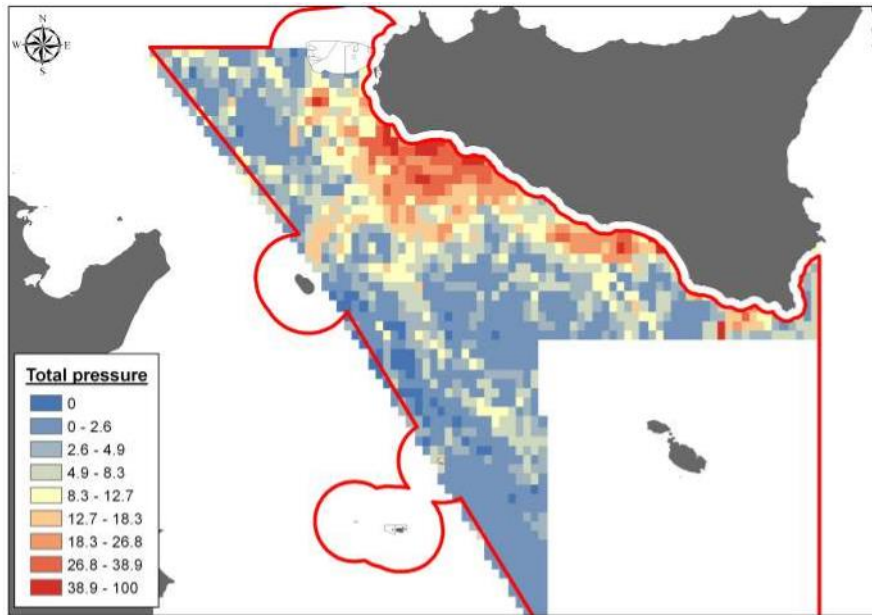 N
W E
S
Total pressure
0
0 - 2.6
2.6 - 4.9
4.9 - 8.3
8.3 - 12.7
12.7 - 18.3
18.3 - 26.8
26.8 - 38.9
38.9 - 100